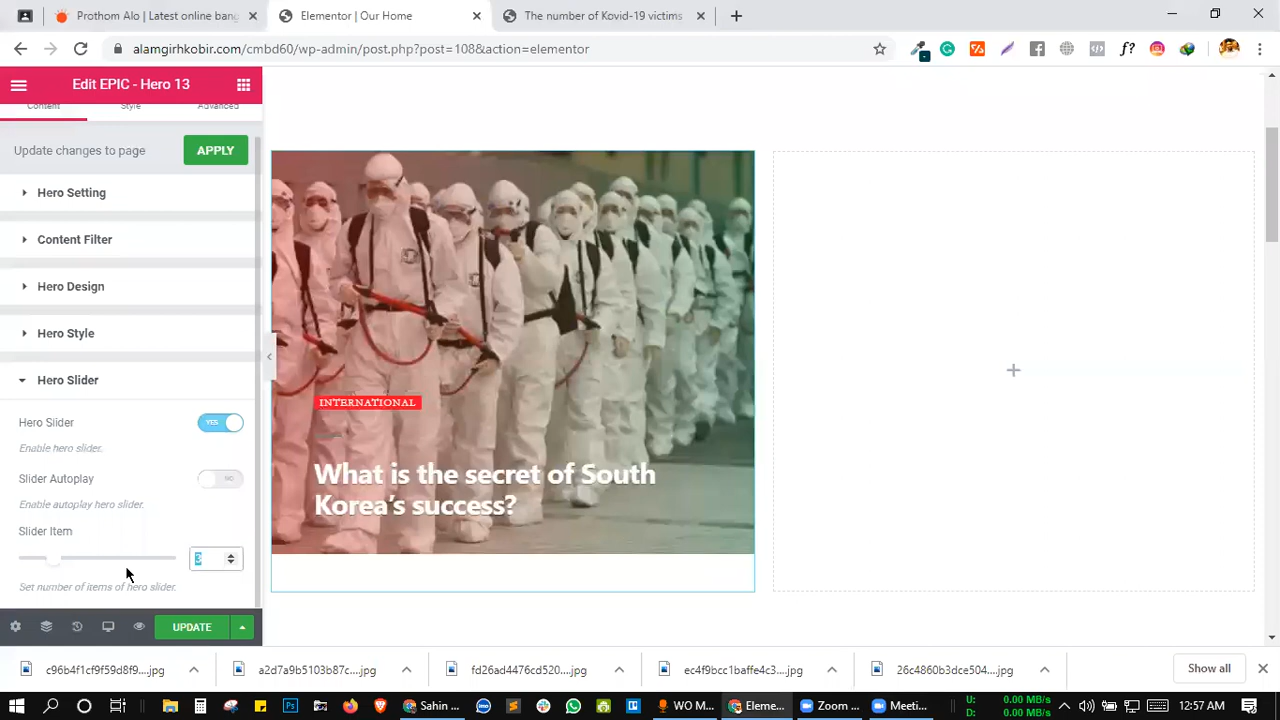 Prothom Alo | Latest online bang
Elementor | Our Home
The number of Kovid-19 victims
alamgirhkobir.com/cmbd60/wp-admin/post.php?post=108&action=elementor
Edit EPIC - Hero 13
Content Style Advanced
Update changes to page APPLY
Hero Setting
Content Filter
Hero Design
Hero Style
Hero Slider
Hero Slider YES
Enable hero slider.
Slider Autoplay NO
Enable autoplay hero slider.
Slider Item
3
Set number of items of hero slider.
UPDATE
INTERNATIONAL
What is the secret of South
Korea's success?
c96b4f1cf9f59d8f9....jpg
a2d7a9b5103b87c....jpg
fd26ad4476cd520....jpg
ec4f9bcc1baffe4c3....jpg
26c4860b3dce504....jpg
Show all
Sahin ...
WO M...
Eleme...
Zoom ...
Meeti...
U: 0.00 MB/s
D: 0.00 MB/s
12:57 AM